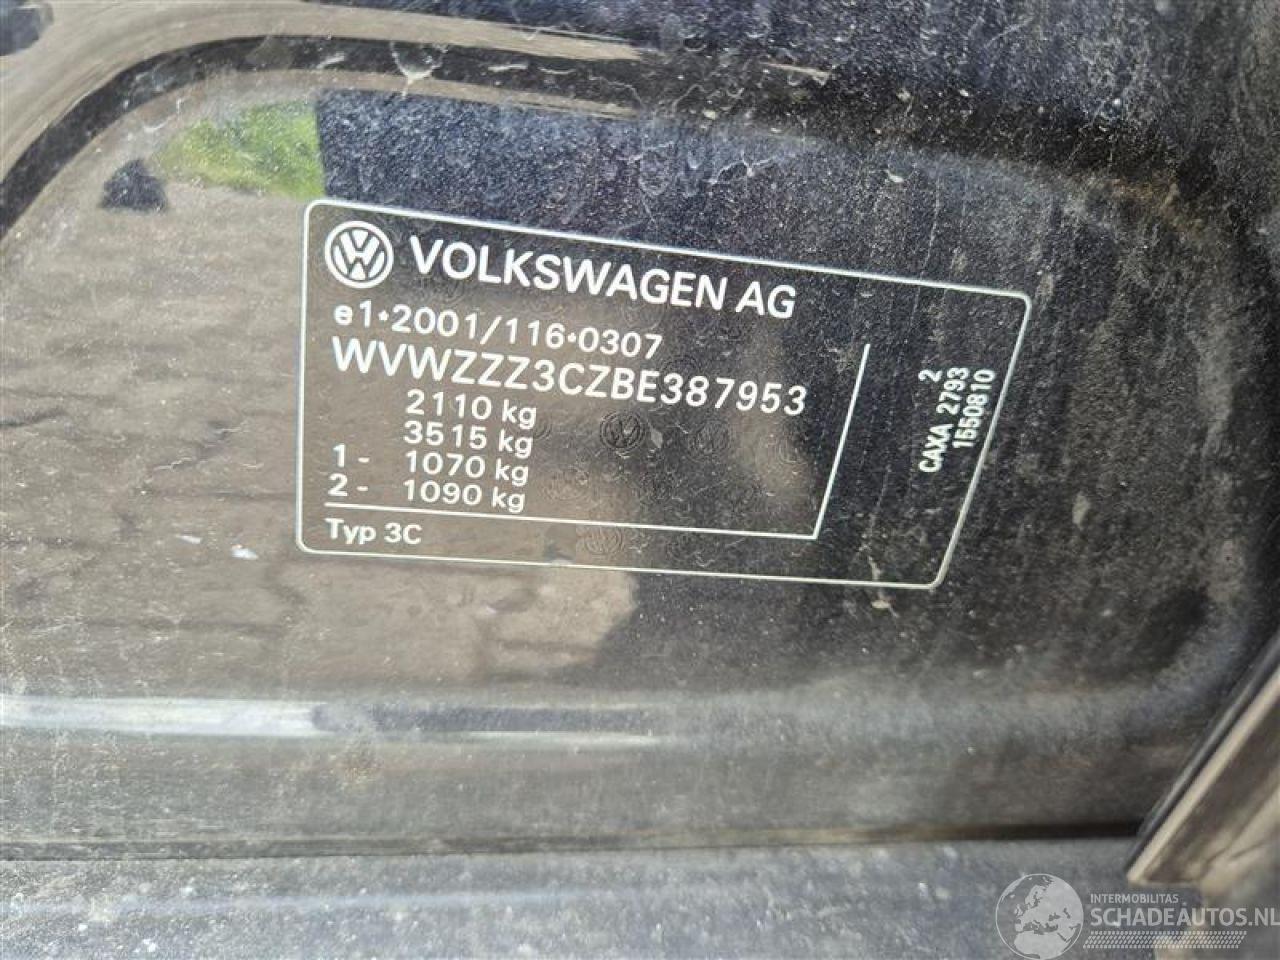 VOLKSWAGEN AG
e1*2001/116*0307
WVWZZZ3CZBE387953
2110 kg
3515 kg
1- 1070 kg
2- 1090 kg
Typ 3C
2
CAXA 2793
1550810
INTERMOBILITAS
SCHADEAUTOS.NL